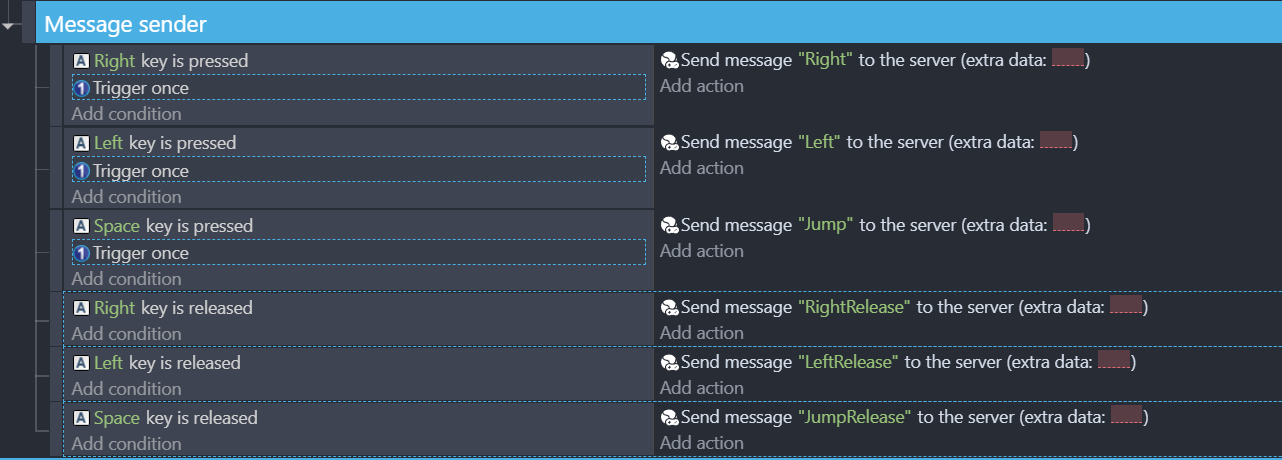 Message sender
A Right key is pressed
Send message "Right" to the server (extra data: )
1 Trigger once
Add action
Add condition
A Left key is pressed
Send message "Left" to the server (extra data: )
1 Trigger once
Add action
Add condition
A Space key is pressed
Send message "Jump" to the server (extra data: )
1 Trigger once
Add action
Add condition
A Right key is released
Send message "RightRelease" to the server (extra data: )
Add condition
Add action
A Left key is released
Send message "LeftRelease" to the server (extra data: )
Add condition
Add action
A Space key is released
Send message "JumpRelease" to the server (extra data: )
Add condition
Add action